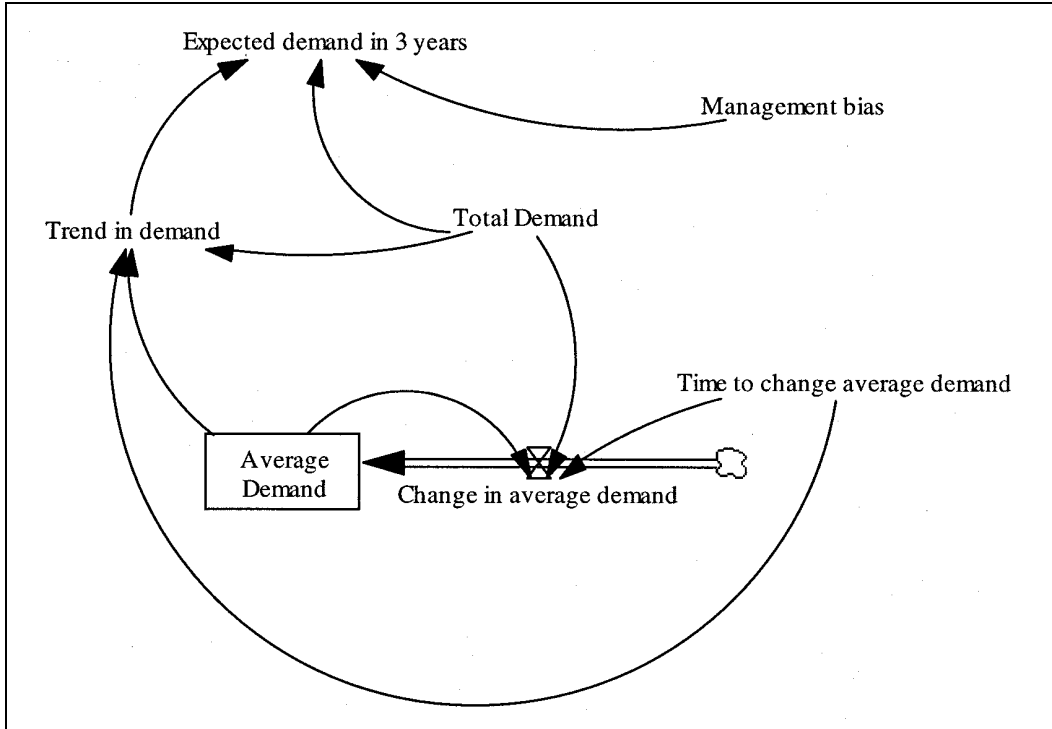 Expected demand in 3 years
Management bias
Trend in demand
Total Demand
Time to change average demand
Average
Demand
Change in average demand